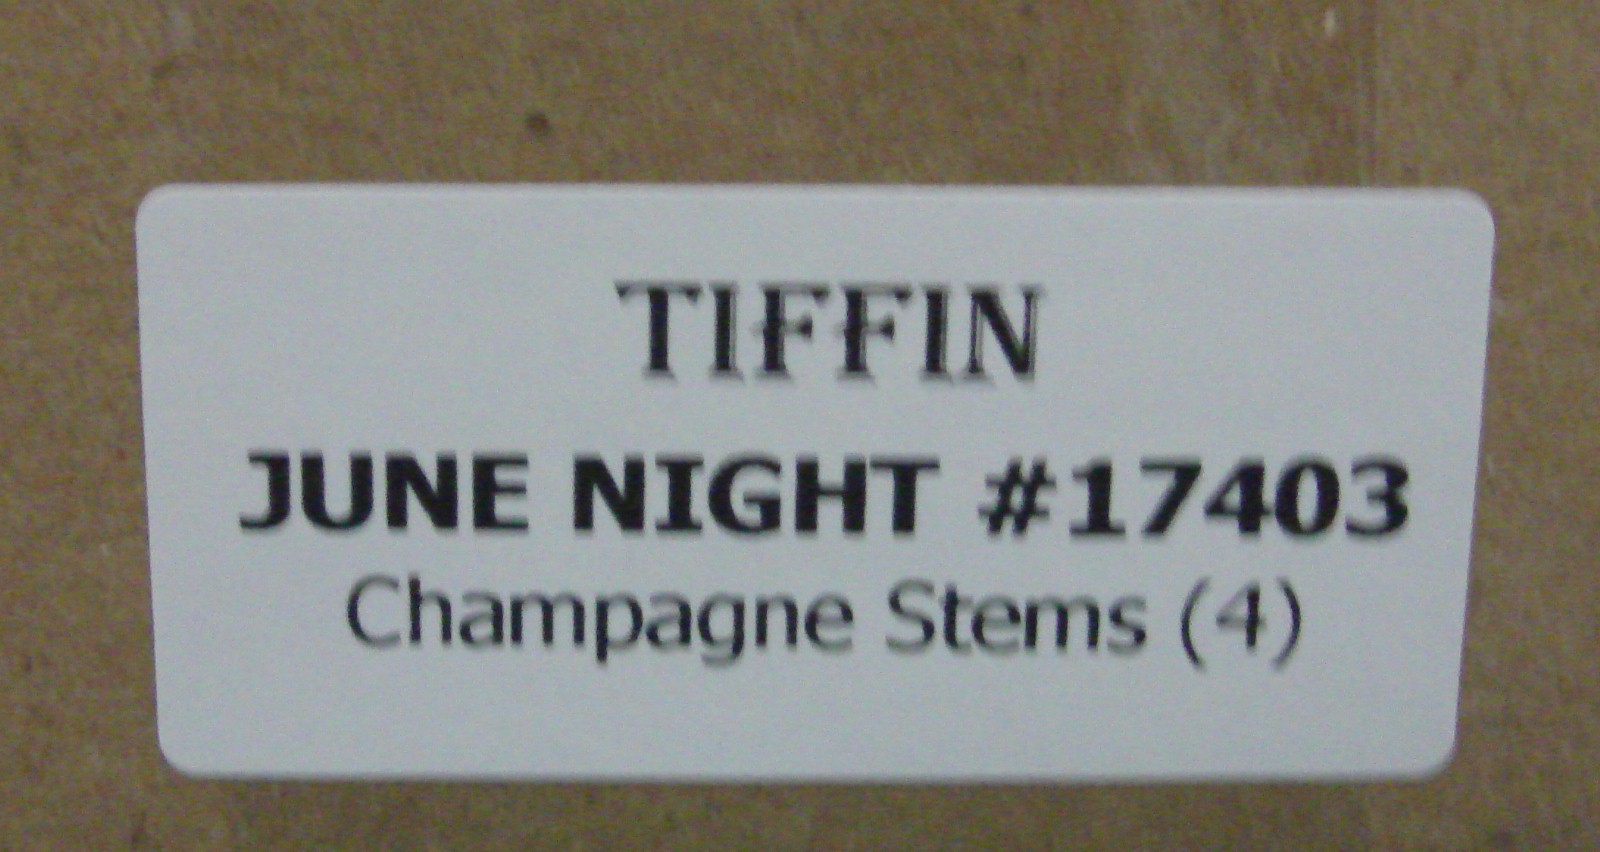 TIFFIN
JUNE NIGHT #17403
Champagne Stems (4)